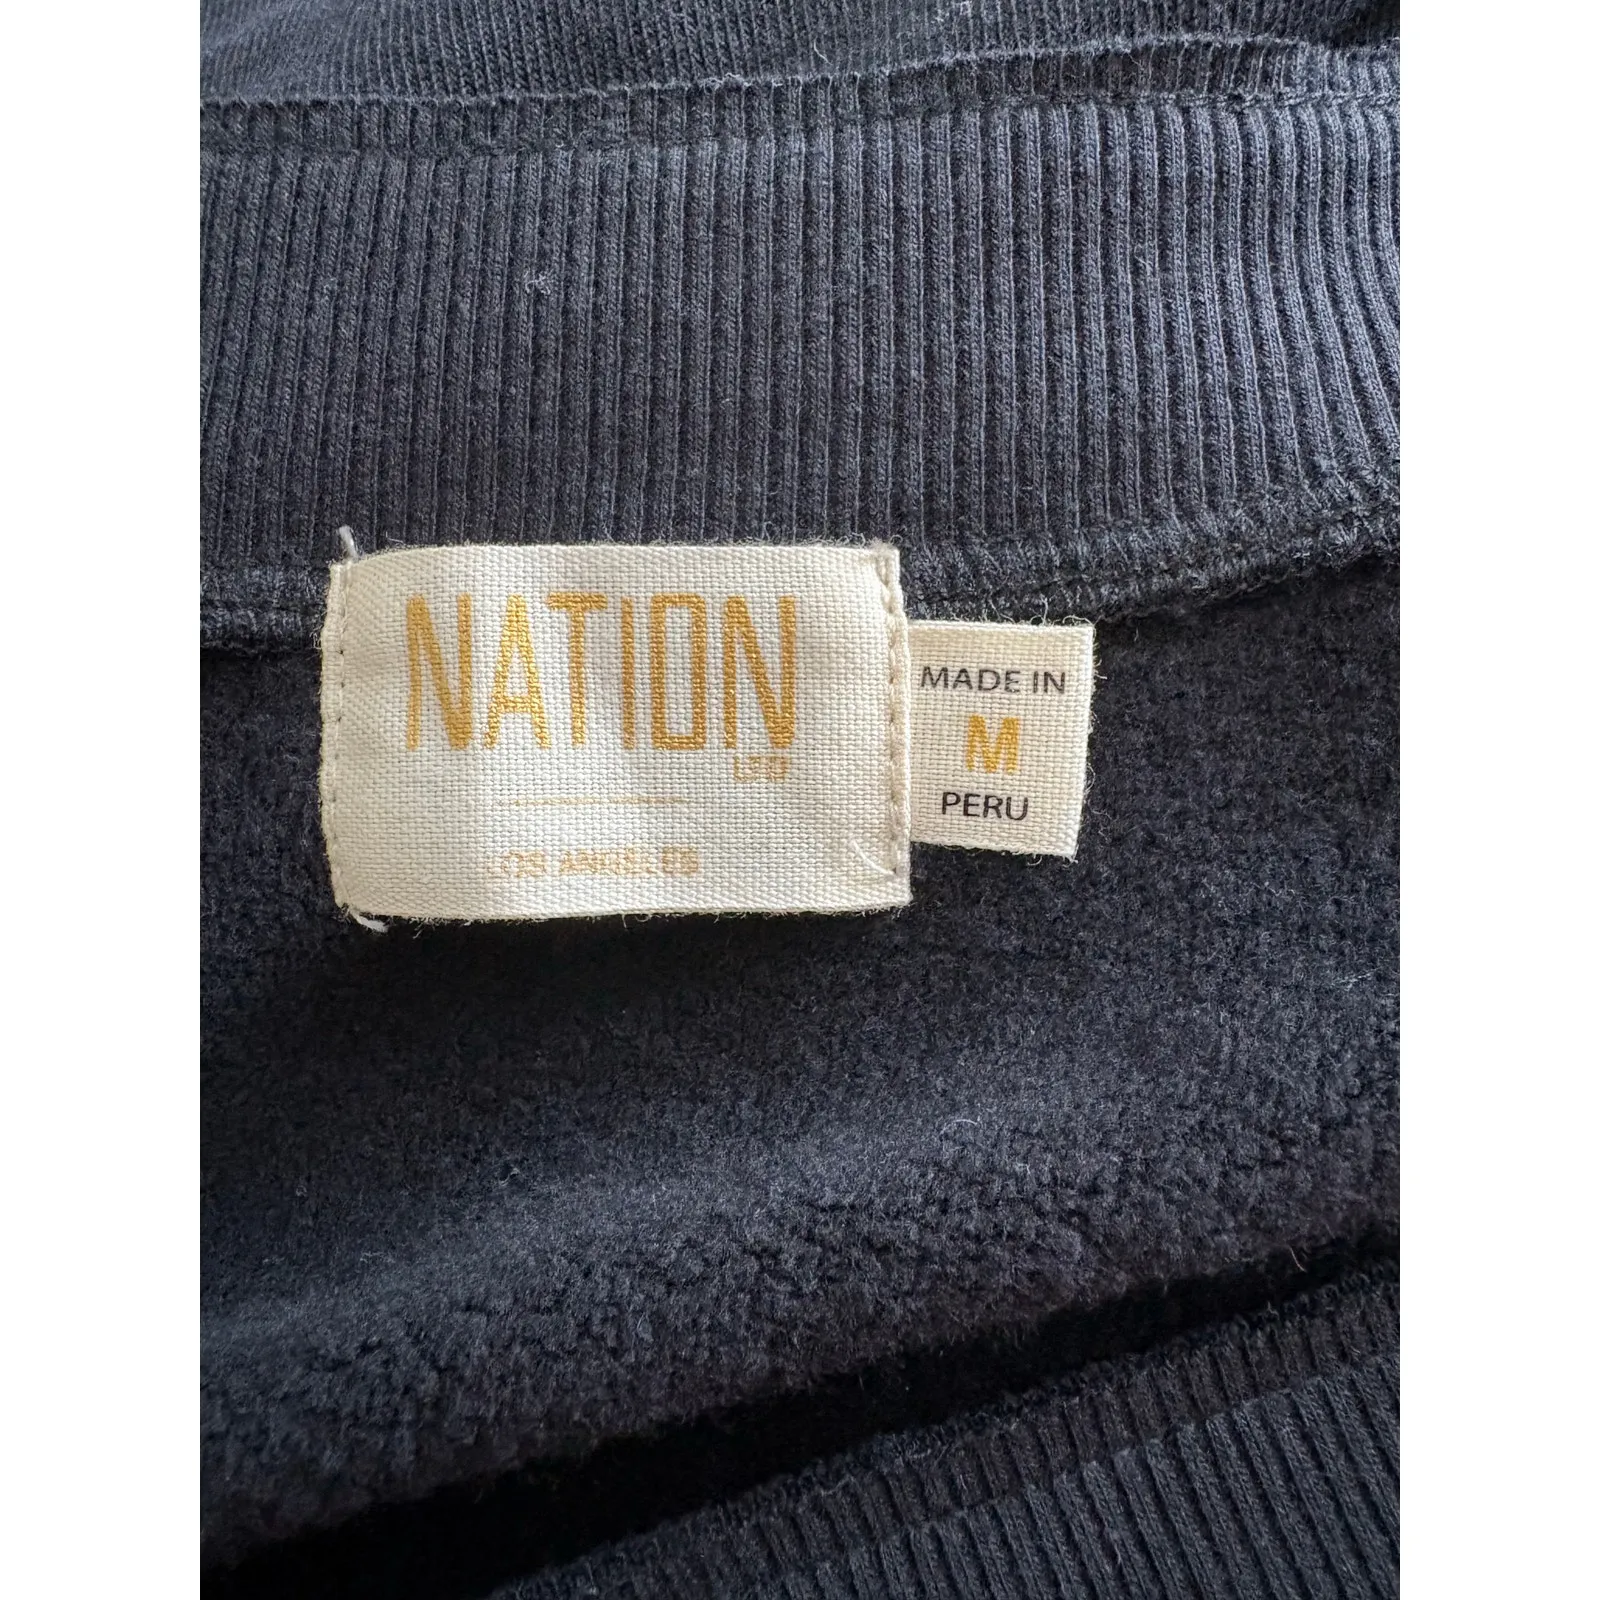 NATION
LTD
LOS ANGELES
MADE IN
M
PERU